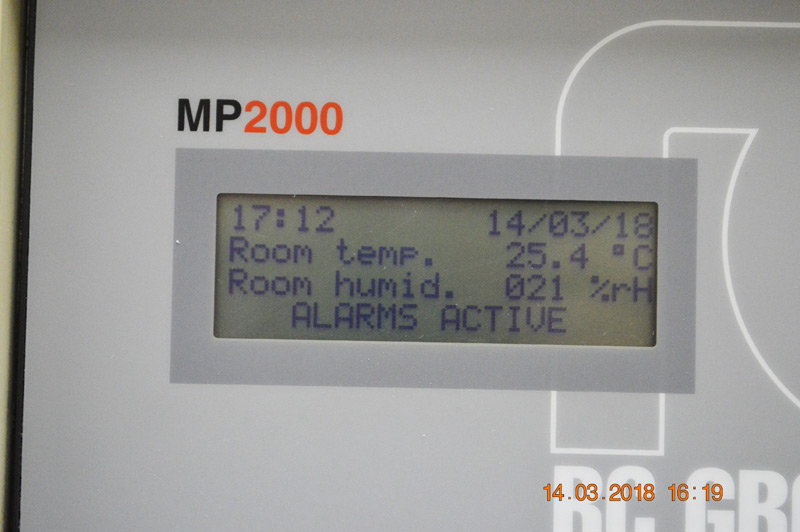 MP2000
17:12 14/03/18
Room temp. 25.4 °C
Room humid. 021 %rH
ALARMS ACTIVE
14.03.2018 16:19